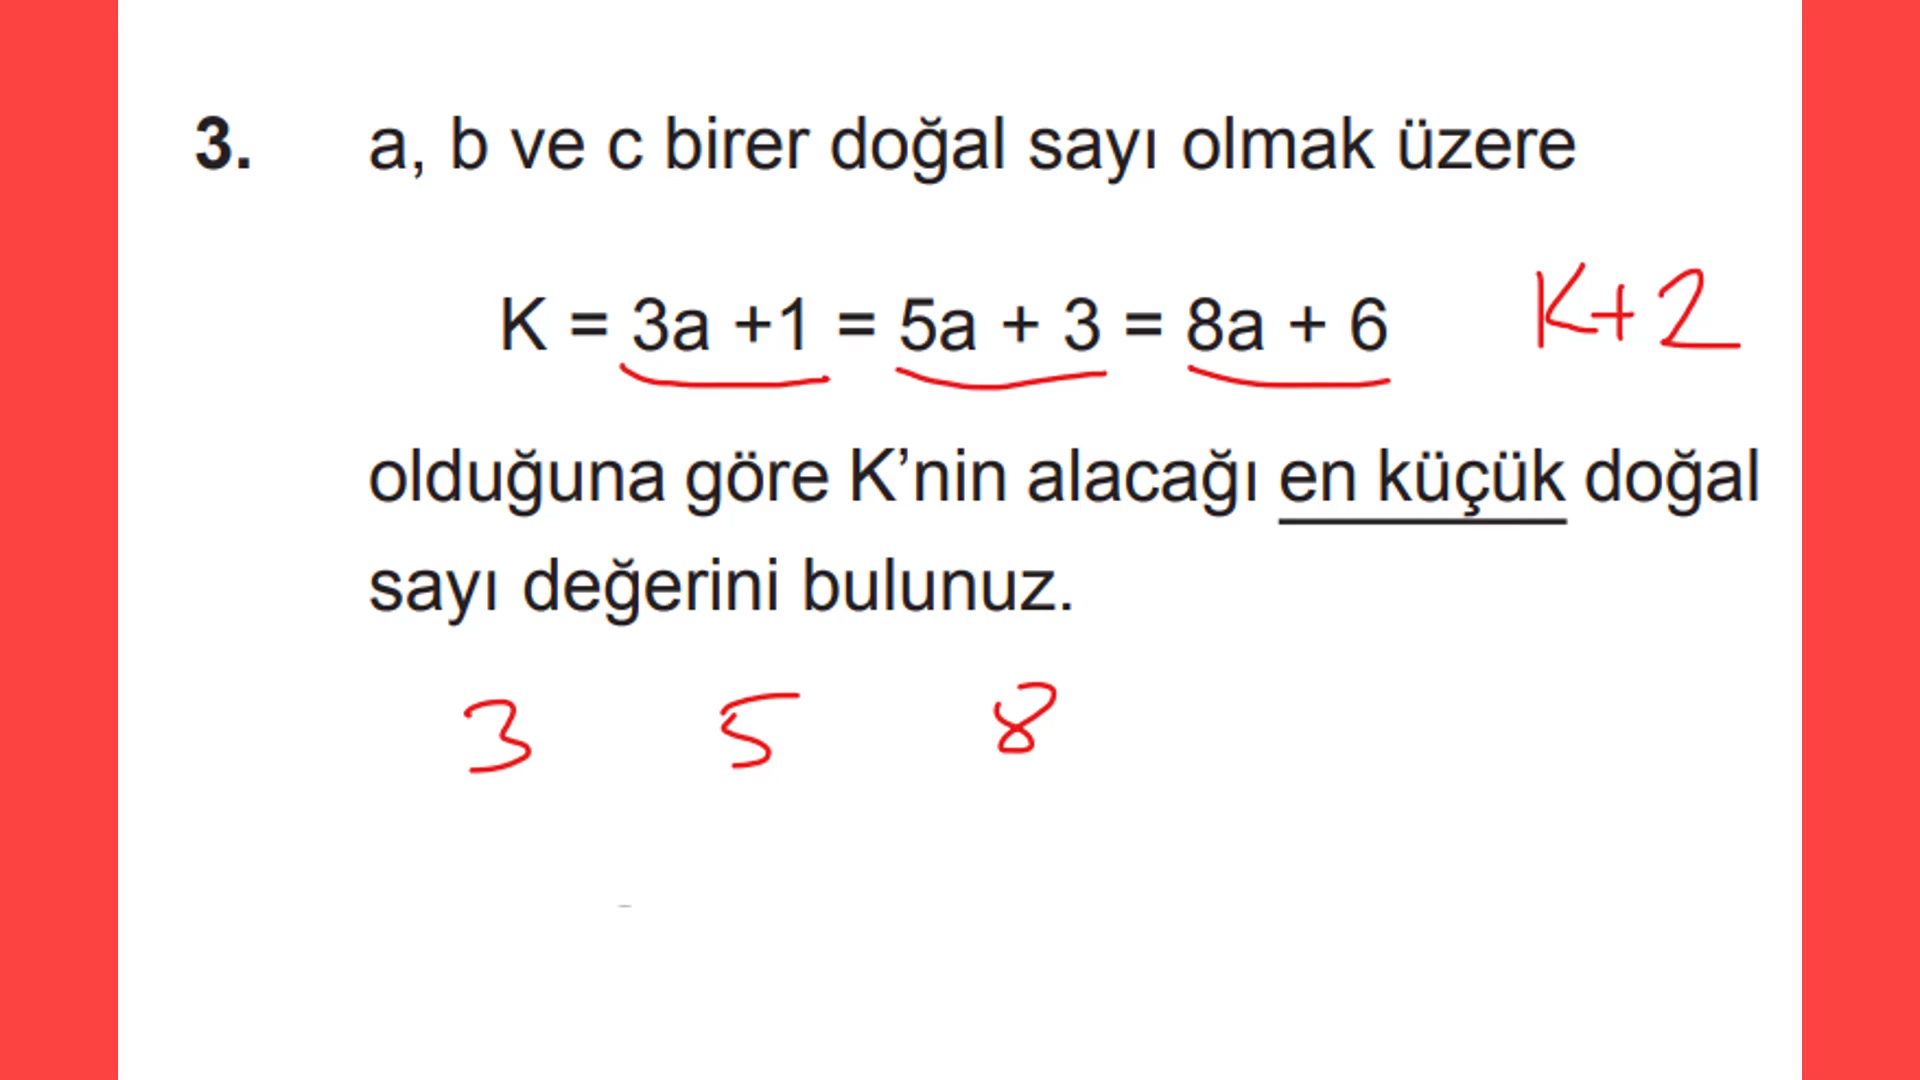 3. a, b ve c birer doğal sayı olmak üzere
K = 3a +1 = 5a + 3 = 8a + 6 K+2
olduğuna göre K’nin alacağı en küçük doğal
sayı değerini bulunuz.
3 5 8